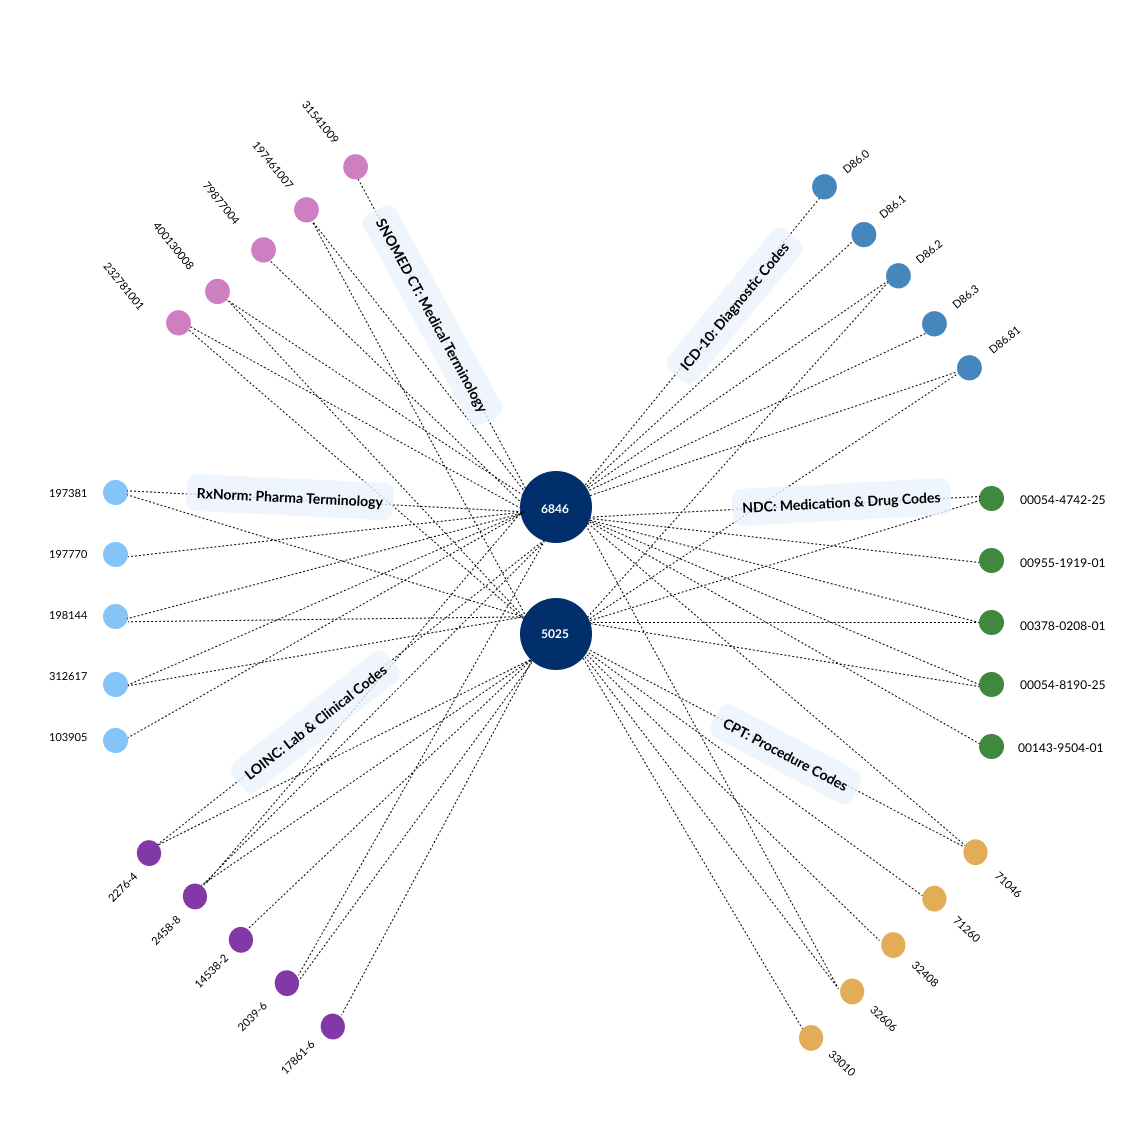 31541009
197461007
79877004
400130008
232781001
SNOMED CT: Medical Terminology
D86.0
D86.1
D86.2
D86.3
D86.81
ICD-10: Diagnostic Codes
197381
197770
198144
312617
103905
RxNorm: Pharma Terminology
6846
5025
NDC: Medication & Drug Codes
00054-4742-25
00955-1919-01
00378-0208-01
00054-8190-25
00143-9504-01
LOINC: Lab & Clinical Codes
2276-4
2458-8
14538-2
2039-6
17861-6
CPT: Procedure Codes
71046
71260
32408
32606
33010